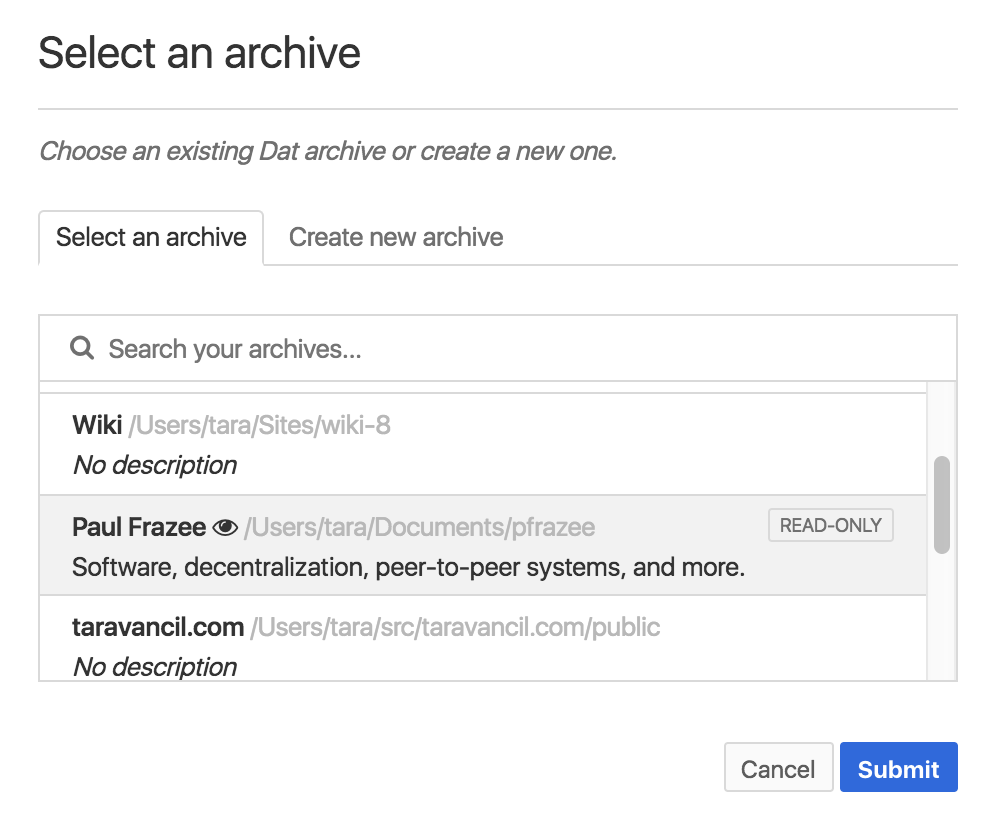 Select an archive
Choose an existing Dat archive or create a new one.
Select an archive Create new archive
Search your archives...
Wiki /Users/tara/Sites/wiki-8
No description
Paul Frazee /Users/tara/Documents/pfrazee READ-ONLY
Software, decentralization, peer-to-peer systems, and more.
taravancil.com /Users/tara/src/taravancil.com/public
No description
Cancel Submit